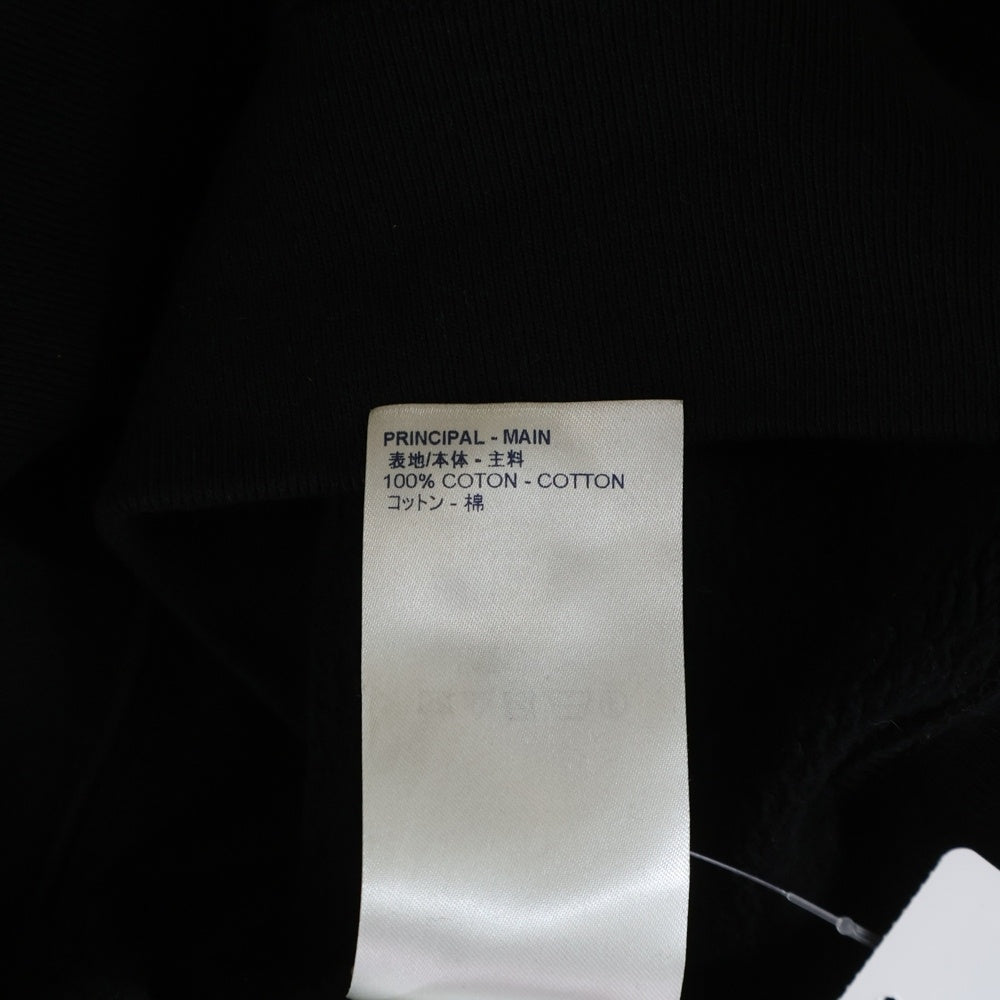 PRINCIPAL - MAIN
表地/本体 - 主料
100% COTON - COTTON
コットン - 棉